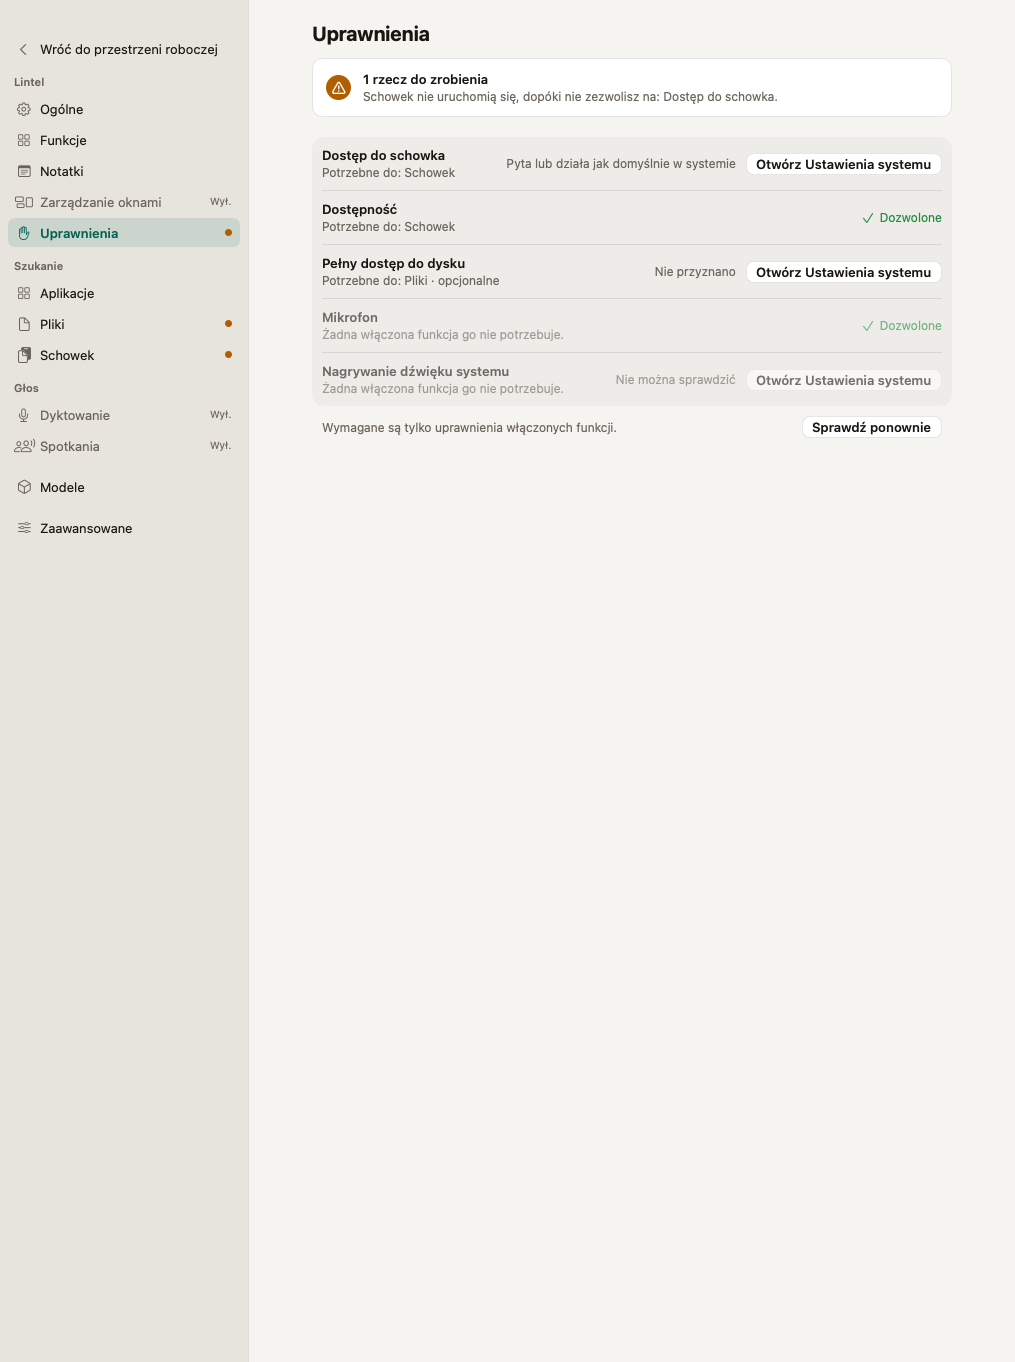 Wróć do przestrzeni roboczej
Lintel
Ogólne
Funkcje
Notatki
Zarządzanie oknami Wył.
Uprawnienia
Szukanie
Aplikacje
Pliki
Schowek
Głos
Dyktowanie Wył.
Spotkania Wył.
Modele
Zaawansowane
Uprawnienia
1 rzecz do zrobienia
Schowek nie uruchomią się, dopóki nie zezwolisz na: Dostęp do schowka.
Dostęp do schowka
Potrzebne do: Schowek
Pyta lub działa jak domyślnie w systemie
Otwórz Ustawienia systemu
Dostępność
Potrzebne do: Schowek
Dozwolone
Pełny dostęp do dysku
Potrzebne do: Pliki · opcjonalne
Nie przyznano
Otwórz Ustawienia systemu
Mikrofon
Żadna włączona funkcja go nie potrzebuje.
Dozwolone
Nagrywanie dźwięku systemu
Żadna włączona funkcja go nie potrzebuje.
Nie można sprawdzić
Otwórz Ustawienia systemu
Wymagane są tylko uprawnienia włączonych funkcji.
Sprawdź ponownie